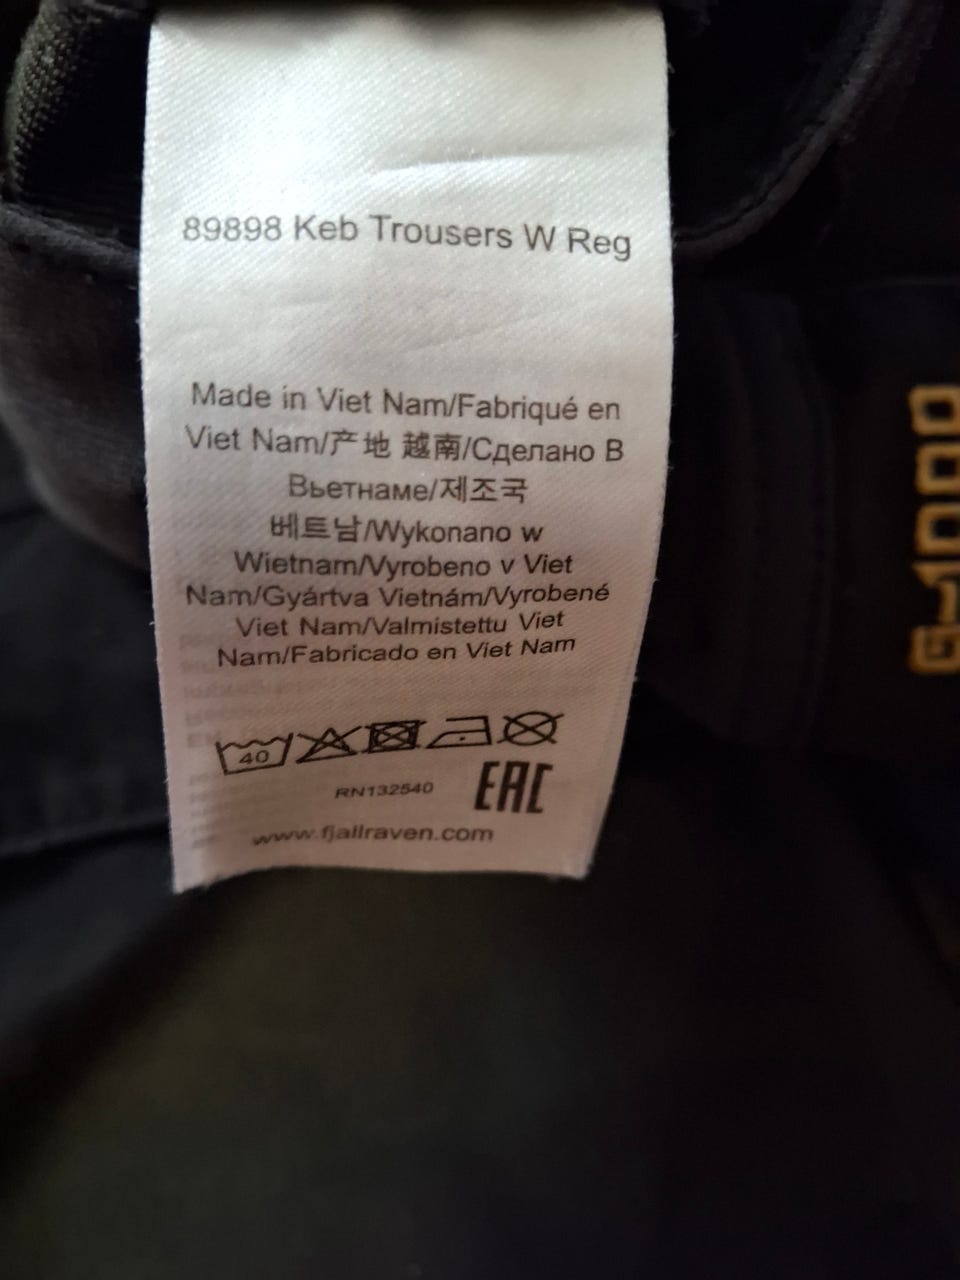 89898 Keb Trousers W Reg
Made in Viet Nam/Fabriqué en
Viet Nam/产地 越南/Сделано В
Вьетнаме/제조국
베트남/Wykonano w
Wietnam/Vyrobeno v Viet
Nam/Gyártva Vietnám/Vyrobené
Viet Nam/Valmistettu Viet
Nam/Fabricado en Viet Nam
40
RN132540
EAC
www.fjallraven.com
G-1000